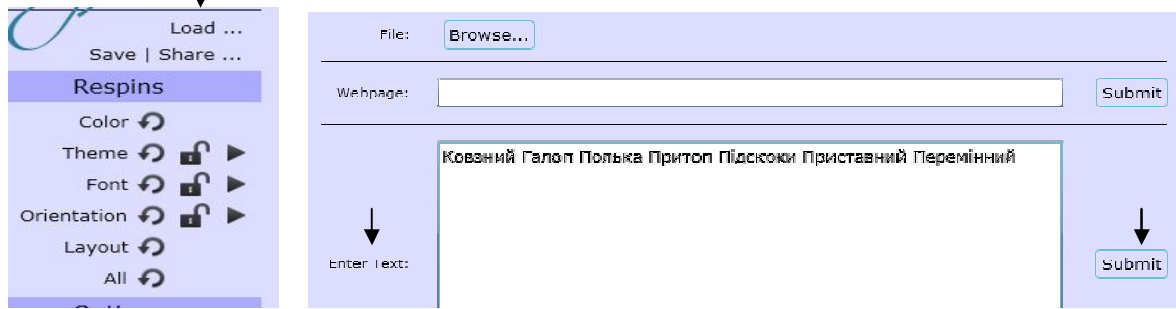 Load ...
Save | Share ...
Respins
Color
Theme
Font
Orientation
Layout
All
File: Browse...
Webpage: Submit
Кований Галоп Полька Притоп Підскоки Приставний Перемінний
Enter Text: Submit